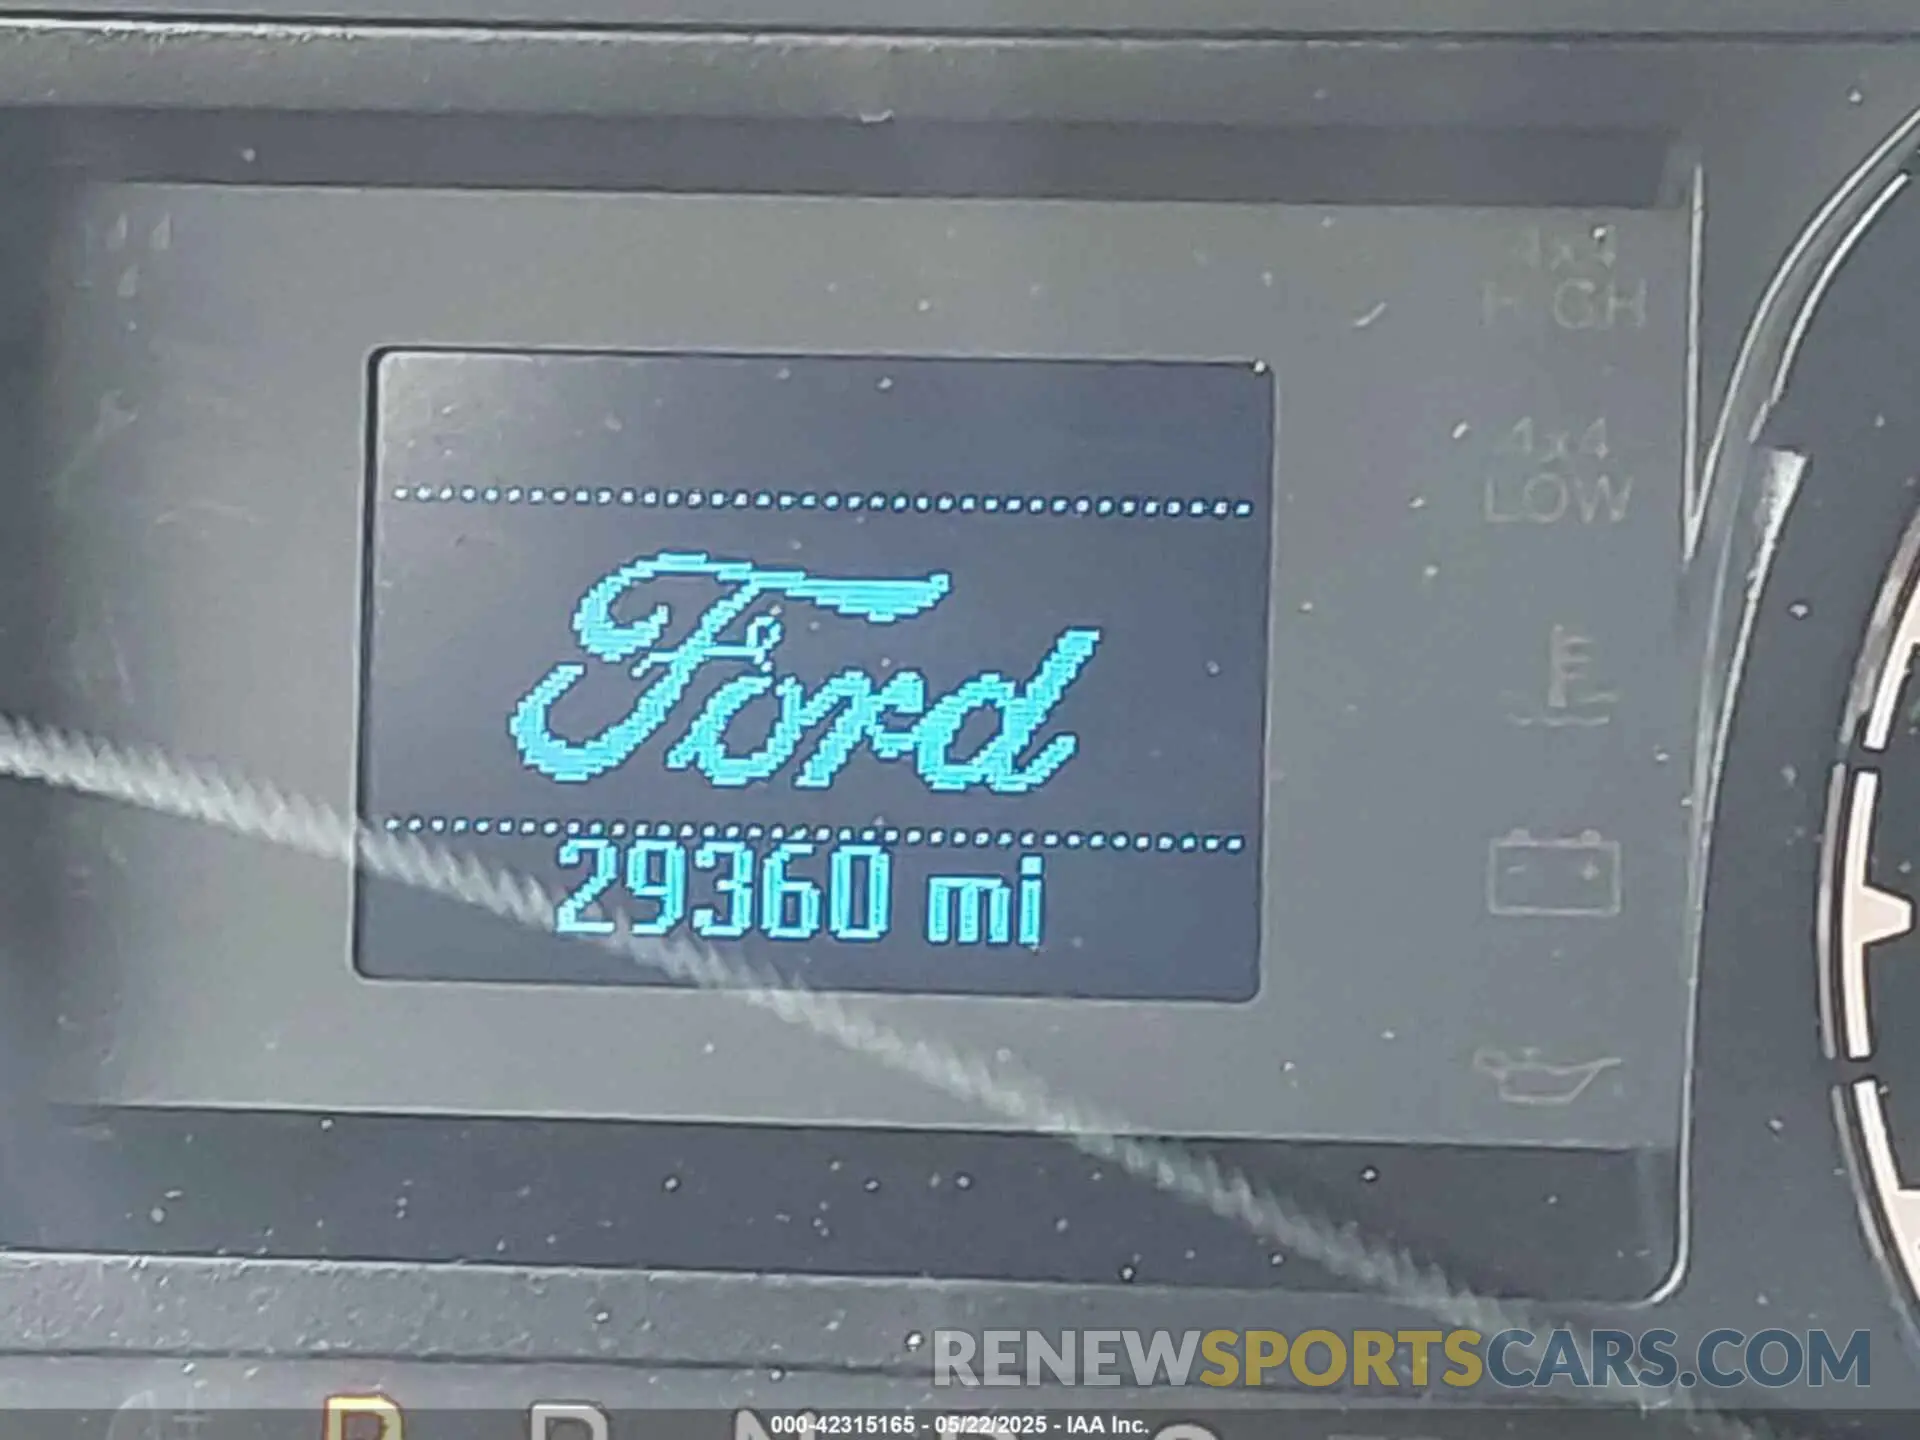 4x4
HIGH
4x4
LOW
Ford
29360 mi
RENEWSPORTSCARS.COM
P R N D S
000-42315165 - 05/22/2025 - IAA Inc.